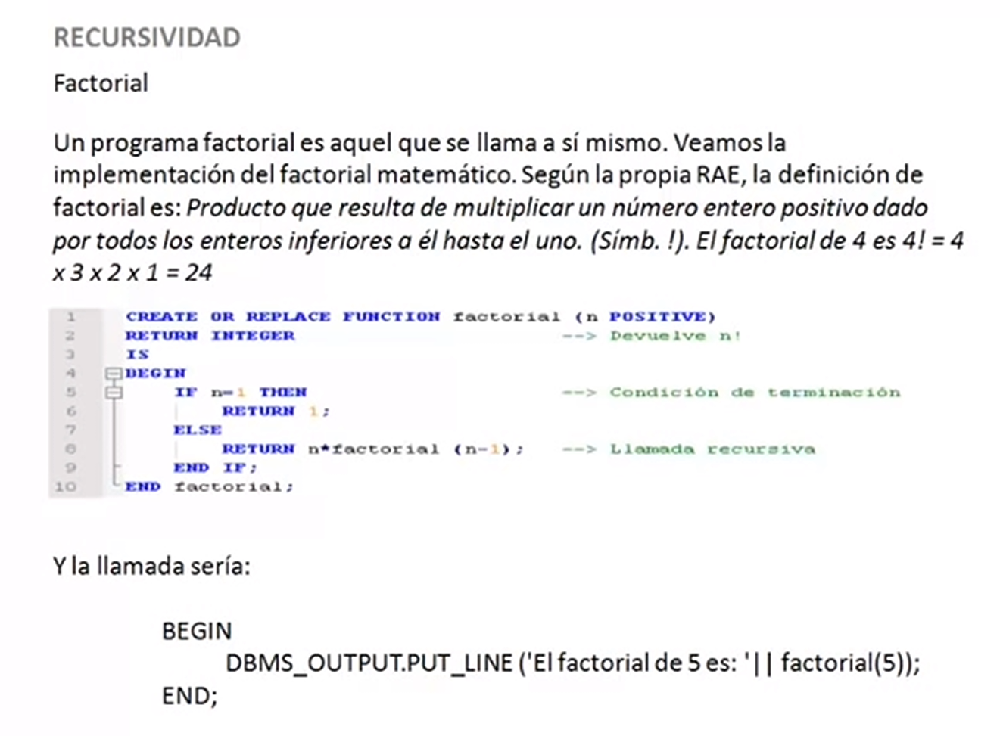 RECURSIVIDAD
Factorial
Un programa factorial es aquel que se llama a sí mismo. Veamos la
implementación del factorial matemático. Según la propia RAE, la definición de
factorial es: Producto que resulta de multiplicar un número entero positivo dado
por todos los enteros inferiores a él hasta el uno. (Símb. !). El factorial de 4 es 4! = 4
x 3 x 2 x 1 = 24
1 CREATE OR REPLACE FUNCTION factorial (n POSITIVE)
2 RETURN INTEGER --> Devuelve n!
3 IS
4 BEGIN
5 IF n=1 THEN --> Condición de terminación
6 RETURN 1;
7 ELSE
8 RETURN n*factorial (n-1); --> Llamada recursiva
9 END IF;
10 END factorial;
Y la llamada sería:
BEGIN
DBMS_OUTPUT.PUT_LINE ('El factorial de 5 es: '|| factorial(5));
END;